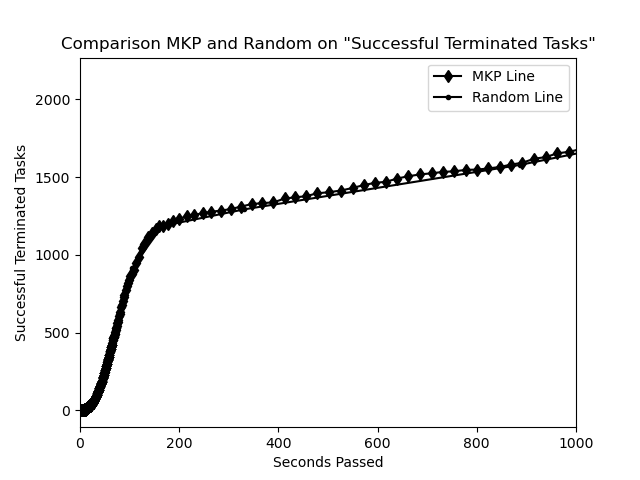 Comparison MKP and Random on "Successful Terminated Tasks"
MKP Line
Random Line
Successful Terminated Tasks
2000
1500
1000
500
0
0 200 400 600 800 1000
Seconds Passed